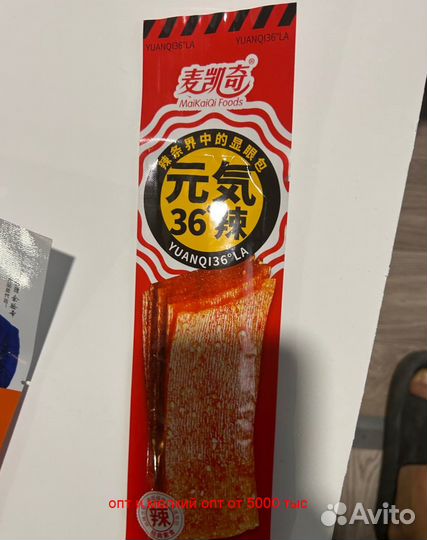 YUANQI36°LA
YUANQI36°LA
麦凯奇®
MaiKaiQi Foods
辣条界中的显眼包
元気
36°辣
YUANQI36°LA
辣
опт и мелкий опт от 5000 тыс
Avito